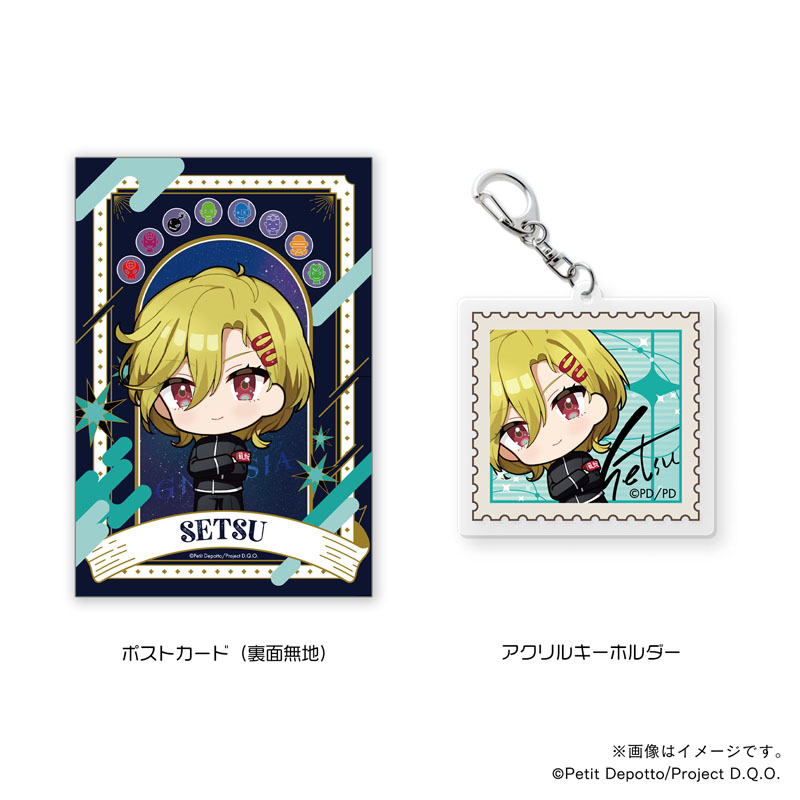 GNOSIA
SETSU
©Petit Depotto/Project D.Q.O.
Setsu
©PD/PD
ポストカード（裏面無地）
アクリルキーホルダー
※画像はイメージです。
©Petit Depotto/Project D.Q.O.